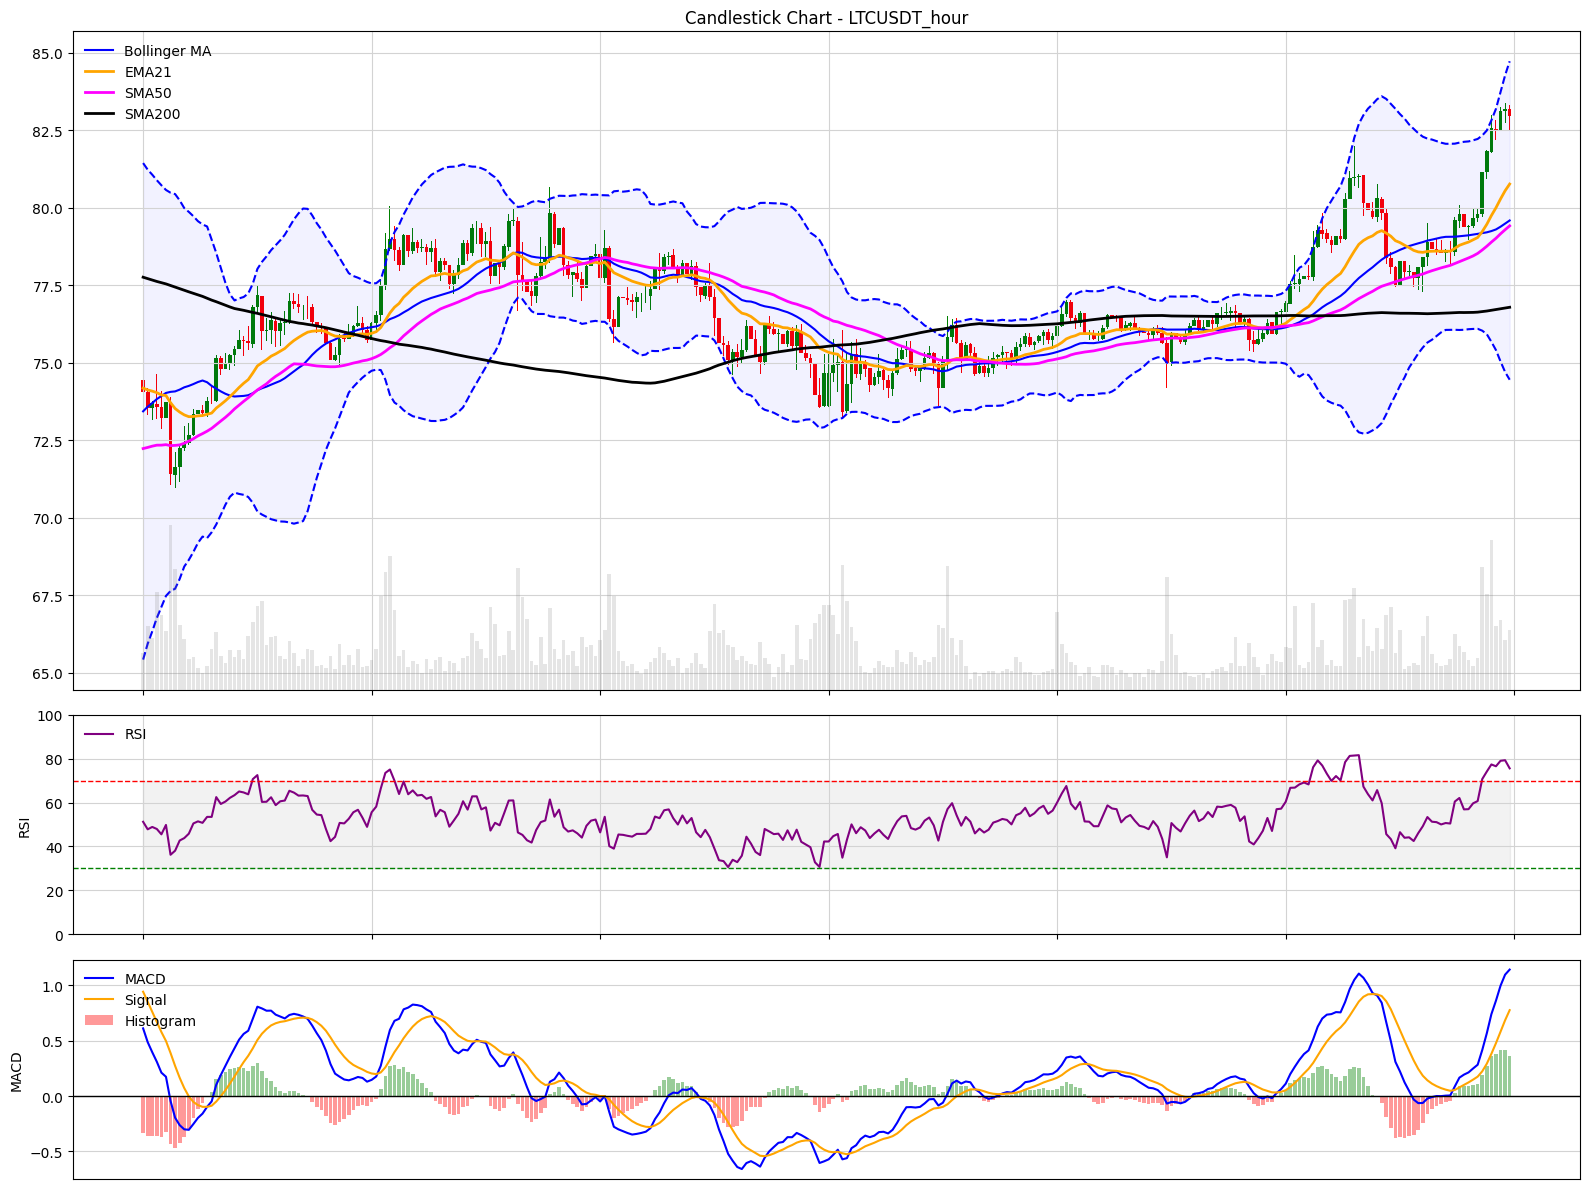 Candlestick Chart - LTCUSDT_hour
85.0
82.5
80.0
77.5
75.0
72.5
70.0
67.5
65.0
Bollinger MA
EMA21
SMA50
SMA200
100
80
60
40
20
0
RSI
RSI
1.0
0.5
0.0
−0.5
MACD
MACD
Signal
Histogram